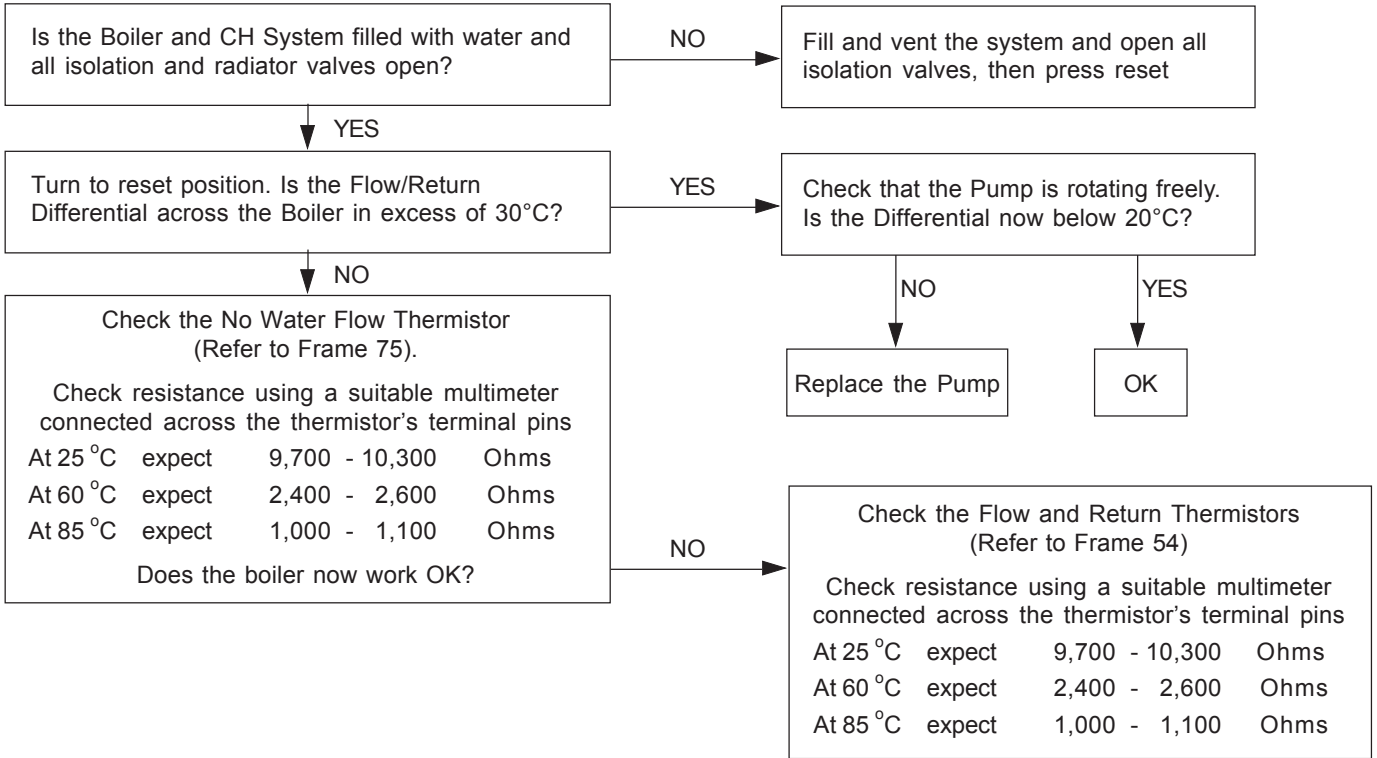 Is the Boiler and CH System filled with water and
all isolation and radiator valves open?
NO
Fill and vent the system and open all
isolation valves, then press reset
YES
Turn to reset position. Is the Flow/Return
Differential across the Boiler in excess of 30°C?
YES
Check that the Pump is rotating freely.
Is the Differential now below 20°C?
NO
NO
YES
Replace the Pump
OK
Check the No Water Flow Thermistor
(Refer to Frame 75).
Check resistance using a suitable multimeter
connected across the thermistor's terminal pins
At 25 °C expect 9,700 - 10,300 Ohms
At 60 °C expect 2,400 - 2,600 Ohms
At 85 °C expect 1,000 - 1,100 Ohms
Does the boiler now work OK?
NO
Check the Flow and Return Thermistors
(Refer to Frame 54)
Check resistance using a suitable multimeter
connected across the thermistor's terminal pins
At 25 °C expect 9,700 - 10,300 Ohms
At 60 °C expect 2,400 - 2,600 Ohms
At 85 °C expect 1,000 - 1,100 Ohms